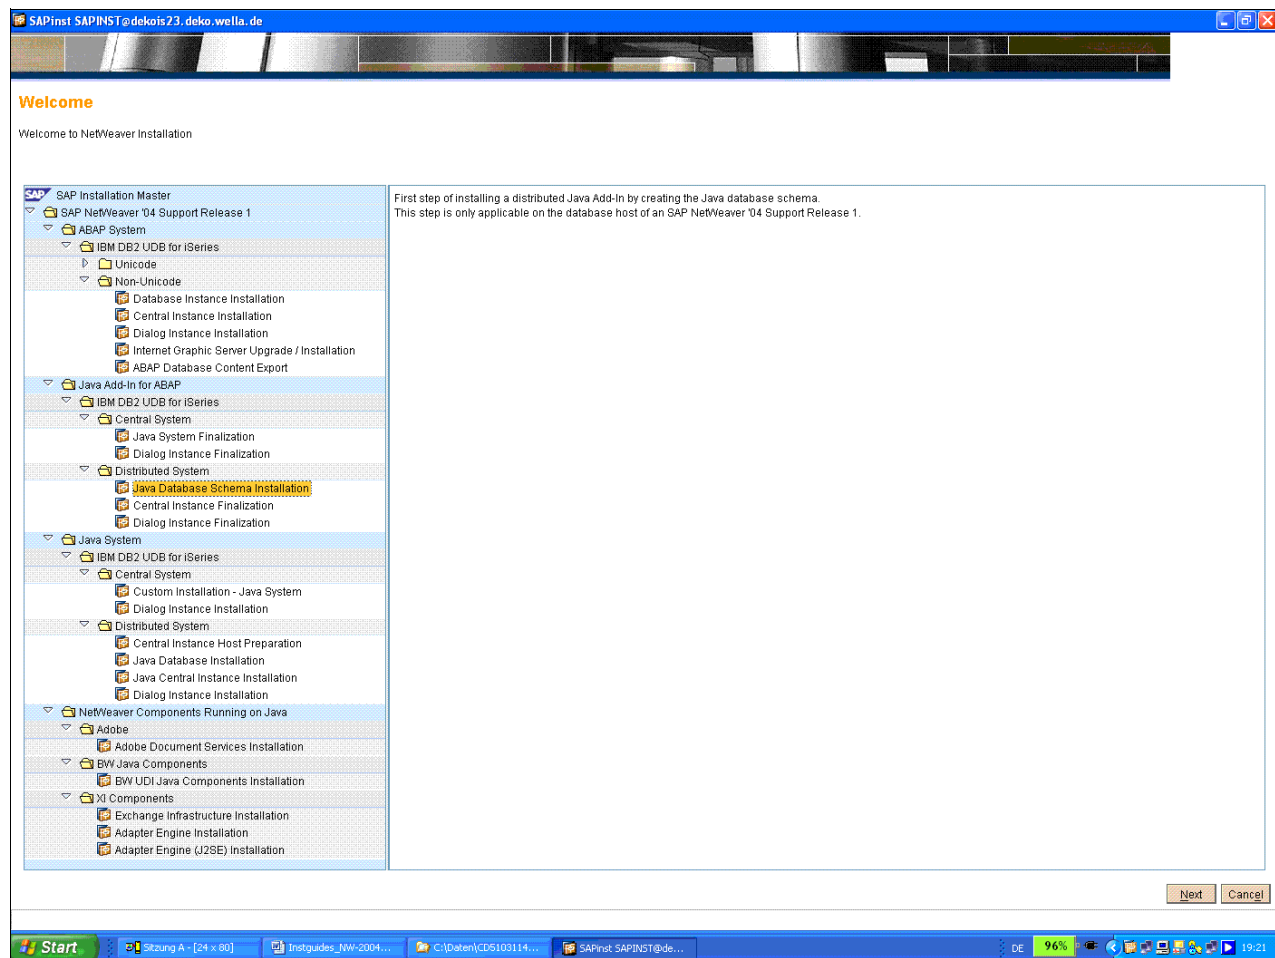 SAPinst SAPINST@dekois23.deko.wella.de
Welcome
Welcome to NetWeaver Installation
SAP SAP Installation Master
SAP NetWeaver '04 Support Release 1
ABAP System
IBM DB2 UDB for iSeries
Unicode
Non-Unicode
Database Instance Installation
Central Instance Installation
Dialog Instance Installation
Internet Graphic Server Upgrade / Installation
ABAP Database Content Export
Java Add-In for ABAP
IBM DB2 UDB for iSeries
Central System
Java System Finalization
Dialog Instance Finalization
Distributed System
Java Database Schema Installation
Central Instance Finalization
Dialog Instance Finalization
Java System
IBM DB2 UDB for iSeries
Central System
Custom Installation - Java System
Dialog Instance Installation
Distributed System
Central Instance Host Preparation
Java Database Installation
Java Central Instance Installation
Dialog Instance Installation
NetWeaver Components Running on Java
Adobe
Adobe Document Services Installation
BW Java Components
BW UDI Java Components Installation
XI Components
Exchange Infrastructure Installation
Adapter Engine Installation
Adapter Engine (J2SE) Installation
First step of installing a distributed Java Add-In by creating the Java database schema.
This step is only applicable on the database host of an SAP NetWeaver '04 Support Release 1.
Next Cancel
Start Sitzung A - [24 x 80] Instguides_NW-2004... C:\Daten\CD5103114... SAPinst SAPINST@de... DE 96% 19:21